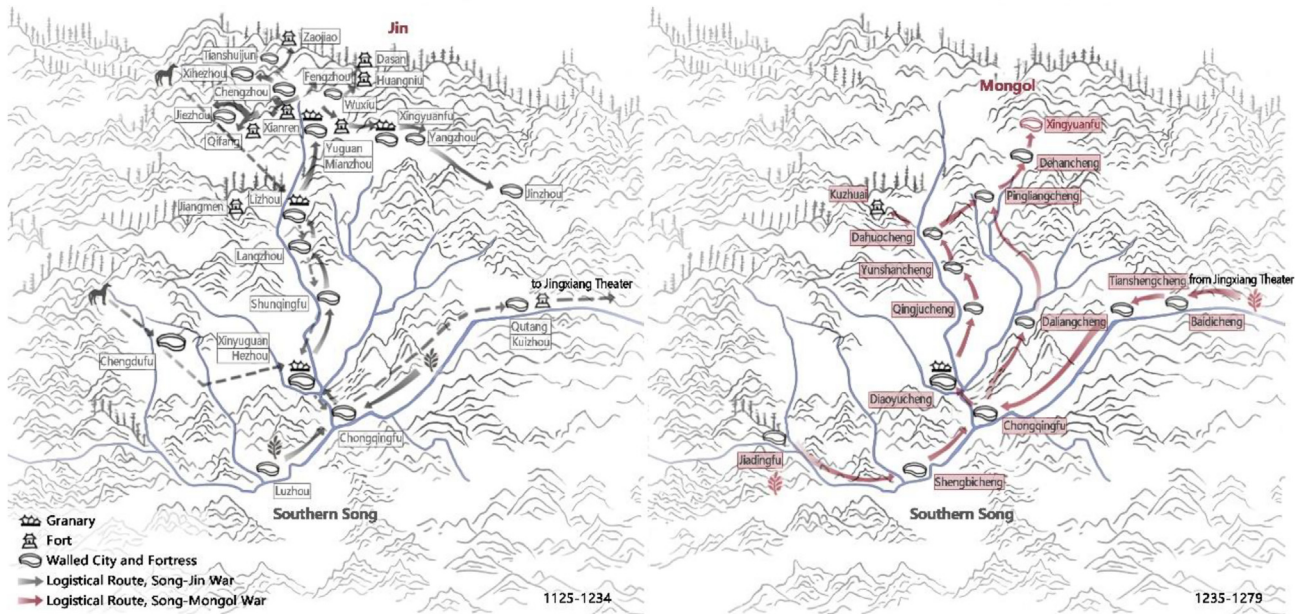 Jin
Zaojiao
Tianshuijun
Dasan
Xihezhou
Fengzhou
Huangniu
Chengzhou
Wuxiu
Jiezhou
Xingyuanfu
Xianren
Qifang
Yangzhou
Yuguan
Mianzhou
Jinzhou
Lizhou
Jiangmen
Langzhou
to Jingxiang Theater
Shunqingfu
Qutang
Kuizhou
Xinyuguan
Hezhou
Chengdufu
Chongqingfu
Luzhou
Southern Song
Granary
Fort
Walled City and Fortress
Logistical Route, Song-Jin War
Logistical Route, Song-Mongol War
1125-1234
Mongol
Xingyuanfu
Dehancheng
Kuzhuai
Pingliangcheng
Dahuocheng
Yunshancheng
Tianshengcheng
from Jingxiang Theater
Qingjucheng
Daliangcheng
Baidicheng
Diaoyucheng
Chongqingfu
Jiadingfu
Shengbicheng
Southern Song
1235-1279